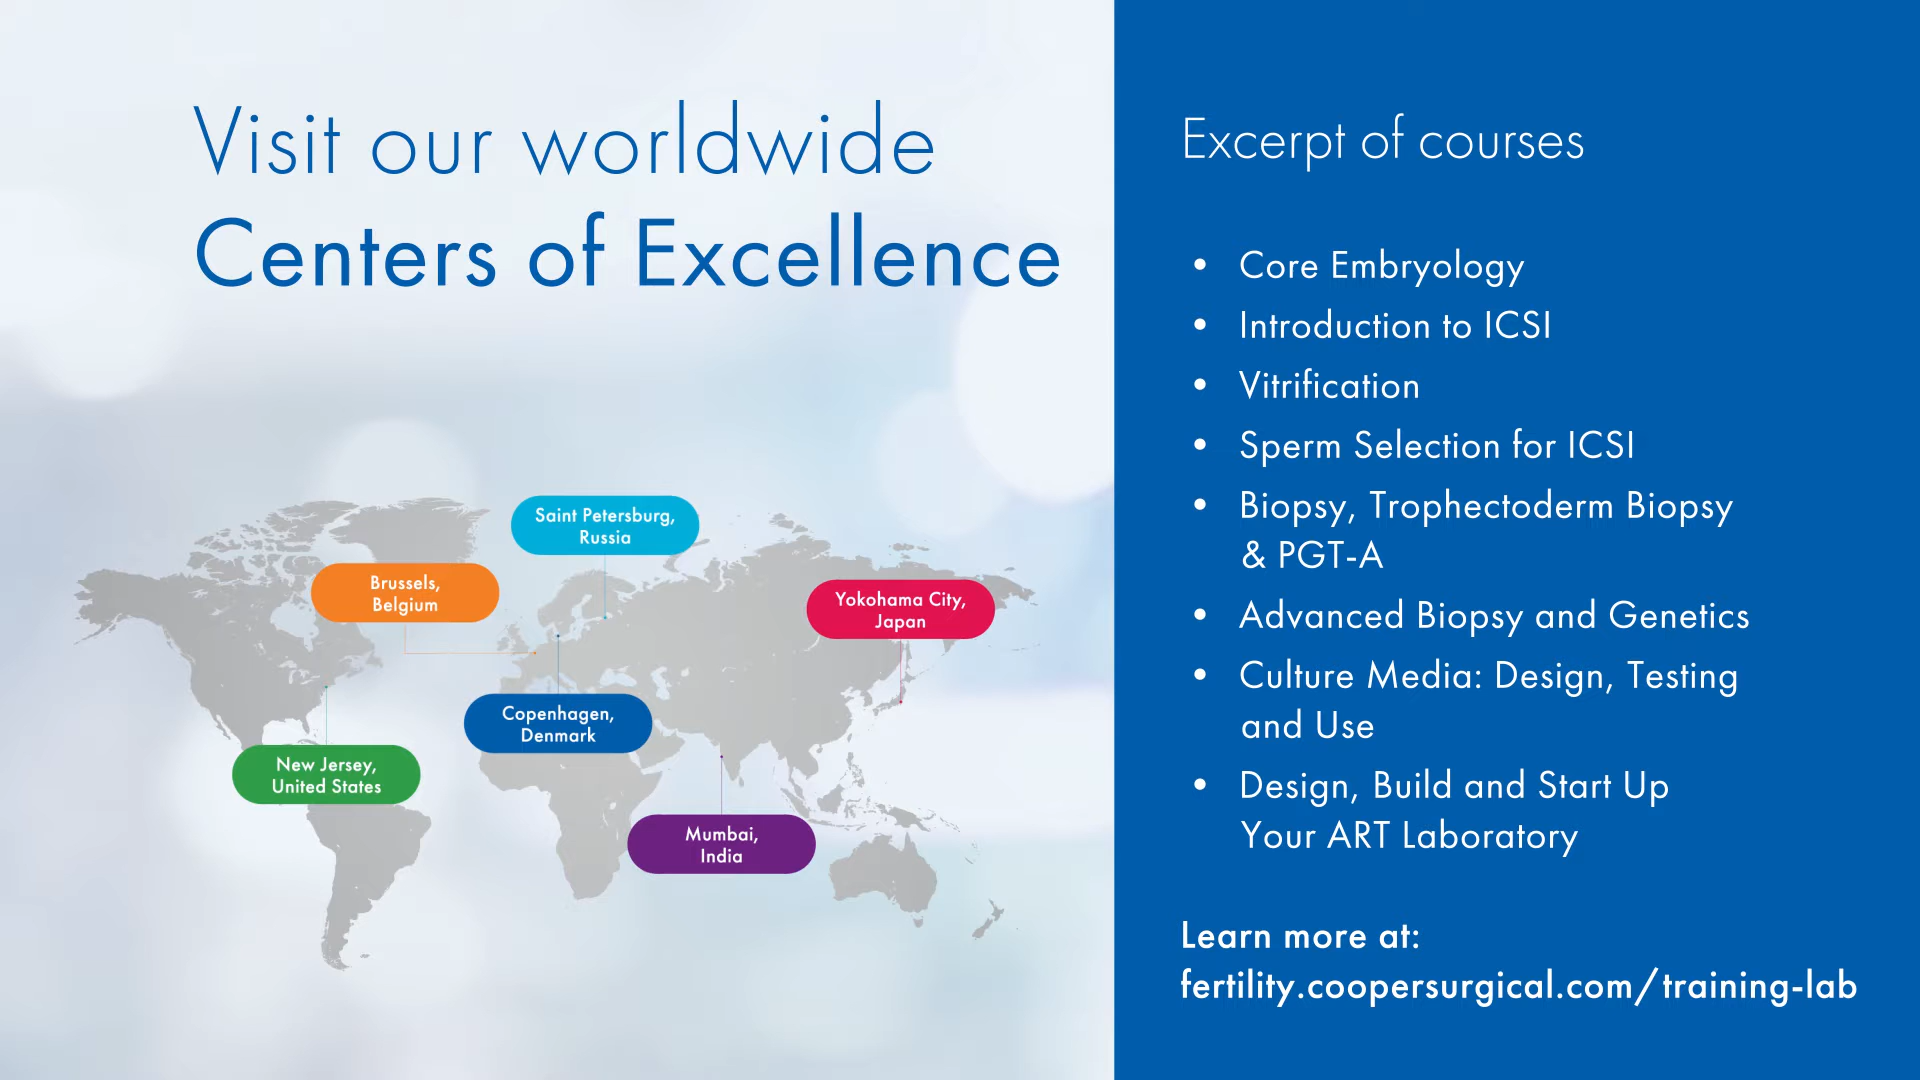 Visit our worldwide
Centers of Excellence
Saint Petersburg,
Russia
Brussels,
Belgium
Yokohama City,
Japan
Copenhagen,
Denmark
New Jersey,
United States
Mumbai,
India
Excerpt of courses
• Core Embryology
• Introduction to ICSI
• Vitrification
• Sperm Selection for ICSI
• Biopsy, Trophectoderm Biopsy
& PGT-A
• Advanced Biopsy and Genetics
• Culture Media: Design, Testing
and Use
• Design, Build and Start Up
Your ART Laboratory
Learn more at:
fertility.coopersurgical.com/training-lab